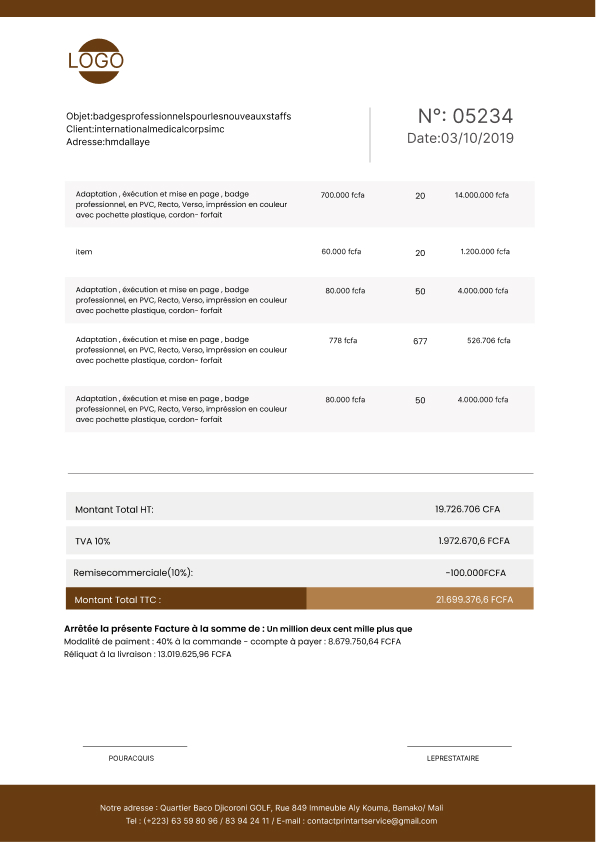 LOGO
Objet:badgesprofessionnelspourlesnouveauxstaffs
Client:internationalmedicalcorpsimc
Adresse:hmdallaye
N°: 05234
Date:03/10/2019
Adaptation , éxécution et mise en page , badge
professionnel, en PVC, Recto, Verso, impréssion en couleur
avec pochette plastique, cordon- forfait
700.000 fcfa 20 14.000.000 fcfa
item 60.000 fcfa 20 1.200.000 fcfa
Adaptation , éxécution et mise en page , badge
professionnel, en PVC, Recto, Verso, impréssion en couleur
avec pochette plastique, cordon- forfait
80.000 fcfa 50 4.000.000 fcfa
Adaptation , éxécution et mise en page , badge
professionnel, en PVC, Recto, Verso, impréssion en couleur
avec pochette plastique, cordon- forfait
778 fcfa 677 526.706 fcfa
Adaptation , éxécution et mise en page , badge
professionnel, en PVC, Recto, Verso, impréssion en couleur
avec pochette plastique, cordon- forfait
80.000 fcfa 50 4.000.000 fcfa
Montant Total HT: 19.726.706 CFA
TVA 10% 1.972.670,6 FCFA
Remisecommerciale(10%): -100.000FCFA
Montant Total TTC : 21.699.376,6 FCFA
Arrêtée la présente Facture à la somme de : Un million deux cent mille plus que
Modalité de paiment : 40% à la commande - ccompte à payer : 8.679.750,64 FCFA
Réliquat à la livraison : 13.019.625,96 FCFA
POURACQUIS
LEPRESTATAIRE
Notre adresse : Quartier Baco Djicoroni GOLF, Rue 849 Immeuble Aly Kouma, Bamako/ Mali
Tel : (+223) 63 59 80 96 / 83 94 24 11 / E-mail : contactprintartservice@gmail.com